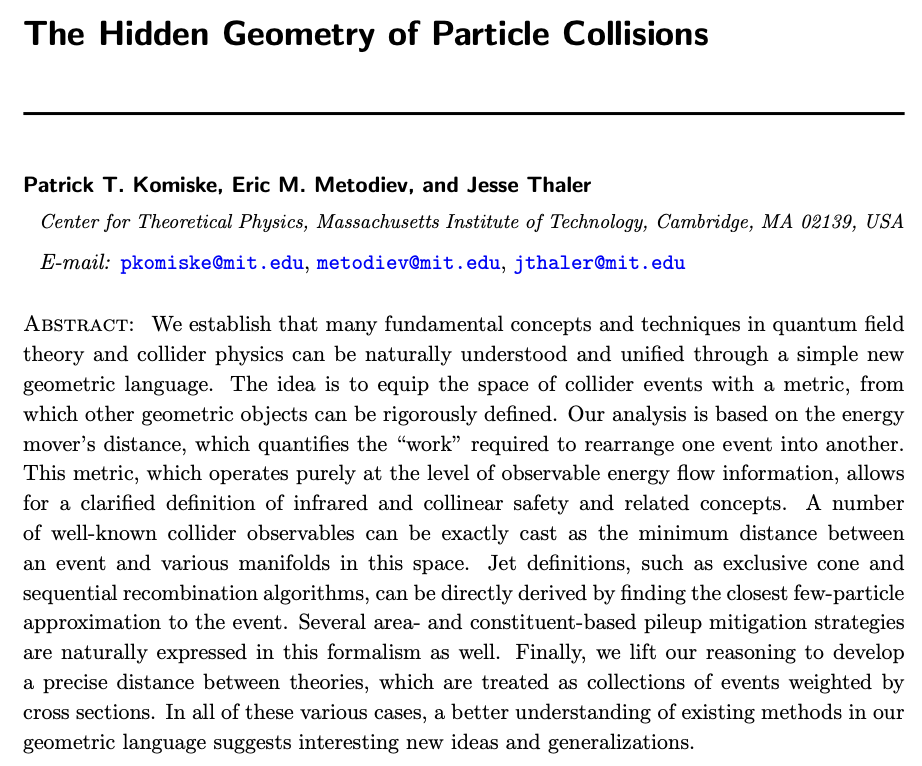 The Hidden Geometry of Particle Collisions
Patrick T. Komiske, Eric M. Metodiev, and Jesse Thaler
Center for Theoretical Physics, Massachusetts Institute of Technology, Cambridge, MA 02139, USA
E-mail: pkomiske@mit.edu, metodiev@mit.edu, jthaler@mit.edu
Abstract: We establish that many fundamental concepts and techniques in quantum field
theory and collider physics can be naturally understood and unified through a simple new
geometric language. The idea is to equip the space of collider events with a metric, from
which other geometric objects can be rigorously defined. Our analysis is based on the energy
mover's distance, which quantifies the “work” required to rearrange one event into another.
This metric, which operates purely at the level of observable energy flow information, allows
for a clarified definition of infrared and collinear safety and related concepts. A number
of well-known collider observables can be exactly cast as the minimum distance between
an event and various manifolds in this space. Jet definitions, such as exclusive cone and
sequential recombination algorithms, can be directly derived by finding the closest few-particle
approximation to the event. Several area- and constituent-based pileup mitigation strategies
are naturally expressed in this formalism as well. Finally, we lift our reasoning to develop
a precise distance between theories, which are treated as collections of events weighted by
cross sections. In all of these various cases, a better understanding of existing methods in our
geometric language suggests interesting new ideas and generalizations.